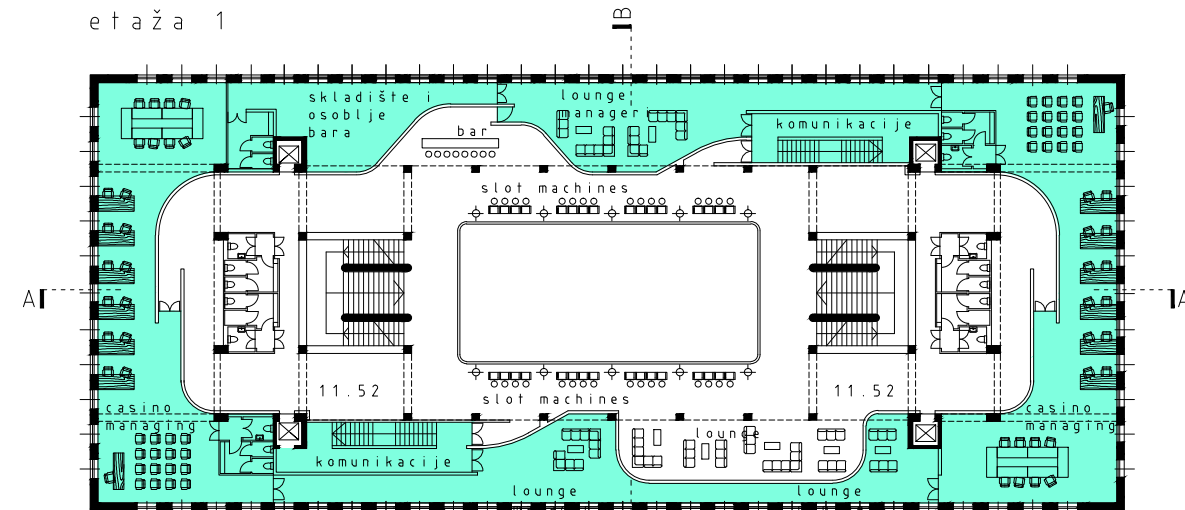 etaža 1
B
skladište i
osoblje
bara
lounge
manageri
bar
komunikacije
slot machines
A
A
11.52
11.52
slot machines
casino
managing
casino
managing
lounge
komunikacije
lounge
lounge